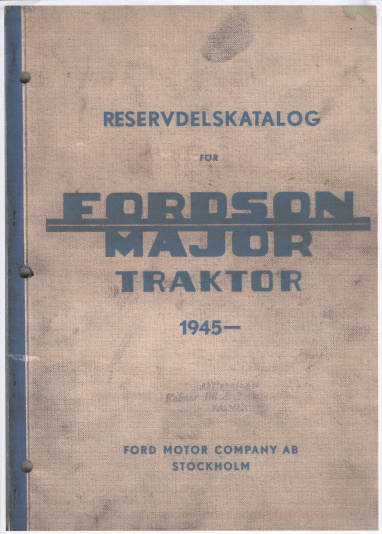 RESERVDELSKATALOG
FÖR
FORDSON
MAJOR
TRAKTOR
1945—
FORD MOTOR COMPANY AB
STOCKHOLM